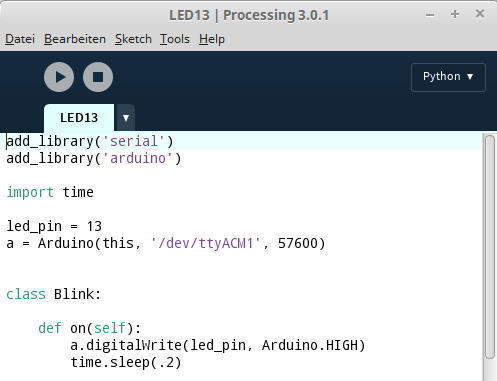 LED13 | Processing 3.0.1
Datei Bearbeiten Sketch Tools Help
Python
LED13
add_library('serial')
add_library('arduino')
import time
led_pin = 13
a = Arduino(this, '/dev/ttyACM1', 57600)
class Blink:
def on(self):
a.digitalWrite(led_pin, Arduino.HIGH)
time.sleep(.2)